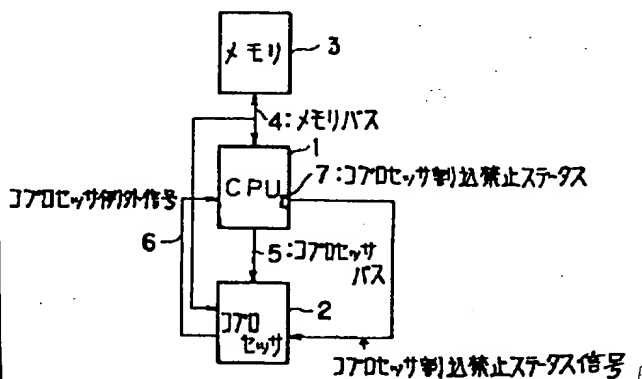 メモリ
3
4:メモリバス
1
CPU
7:コプロセッサ割込禁止ステータス
コプロセッサ例外信号
6
5:コプロセッサ
バス
2
コプロ
セッサ
コプロセッサ割込禁止ステータス信号